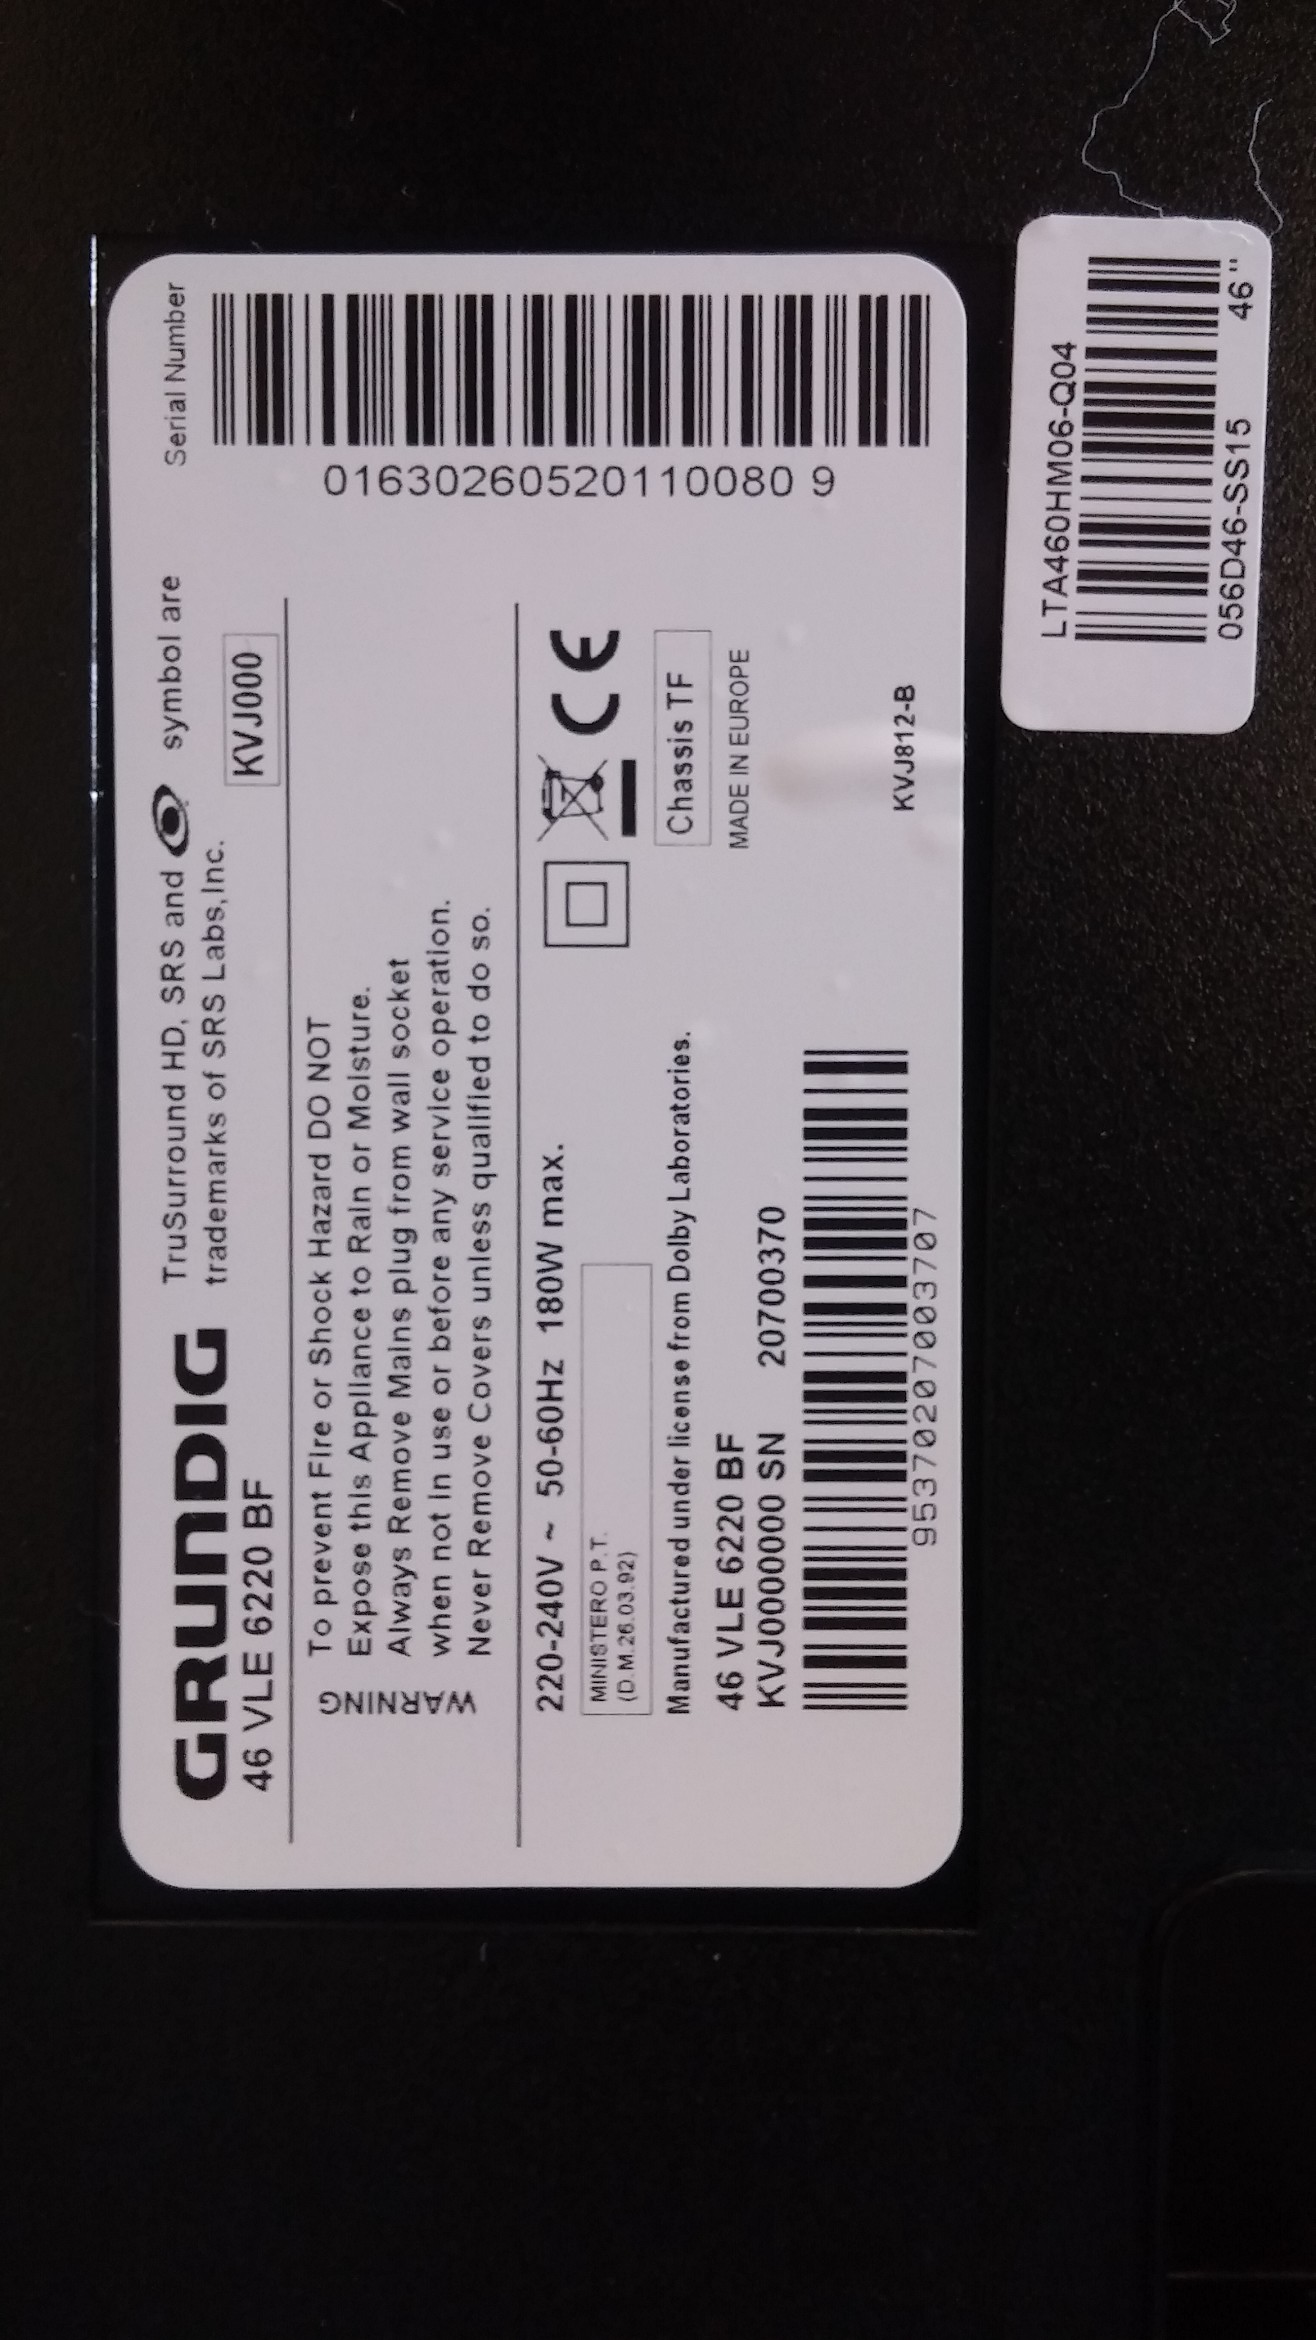 GRUNDIG
46 VLE 6220 BF
TruSurround HD, SRS and symbol are
trademarks of SRS Labs,Inc.
KVJ000
Serial Number
01630260520110080 9
WARNING
To prevent Fire or Shock Hazard DO NOT
Expose this Appliance to Rain or Moisture.
Always Remove Mains plug from wall socket
when not in use or before any service operation.
Never Remove Covers unless qualified to do so.
220-240V ~ 50-60Hz 180W max.
CE
MINISTERO P.T.
(D.M.26.03.92)
Chassis TF
Manufactured under license from Dolby Laboratories.
MADE IN EUROPE
46 VLE 6220 BF
KVJ0000000 SN 20700370
9537020700003707
KVJ812-B
LTA460HM06-Q04
056D46-SS15 46"